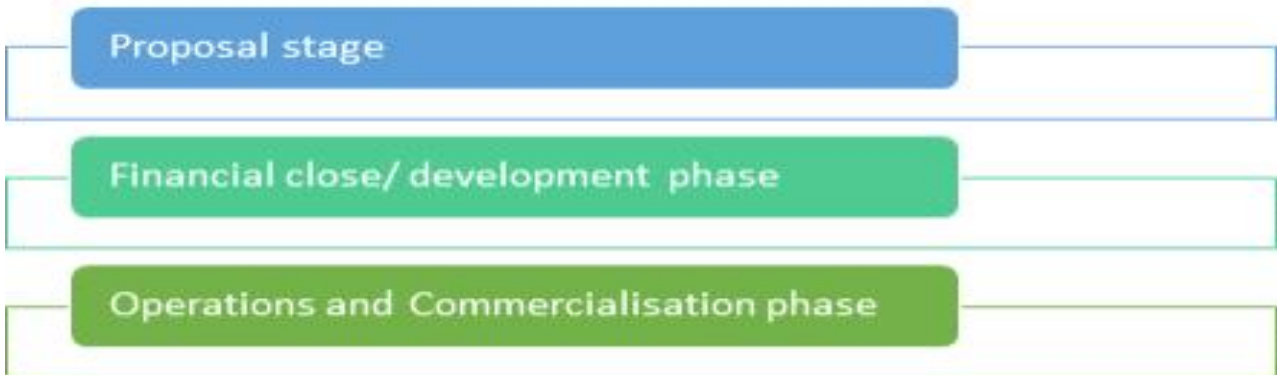 Proposal stage
Financial close/ development phase
Operations and Commercialisation phase